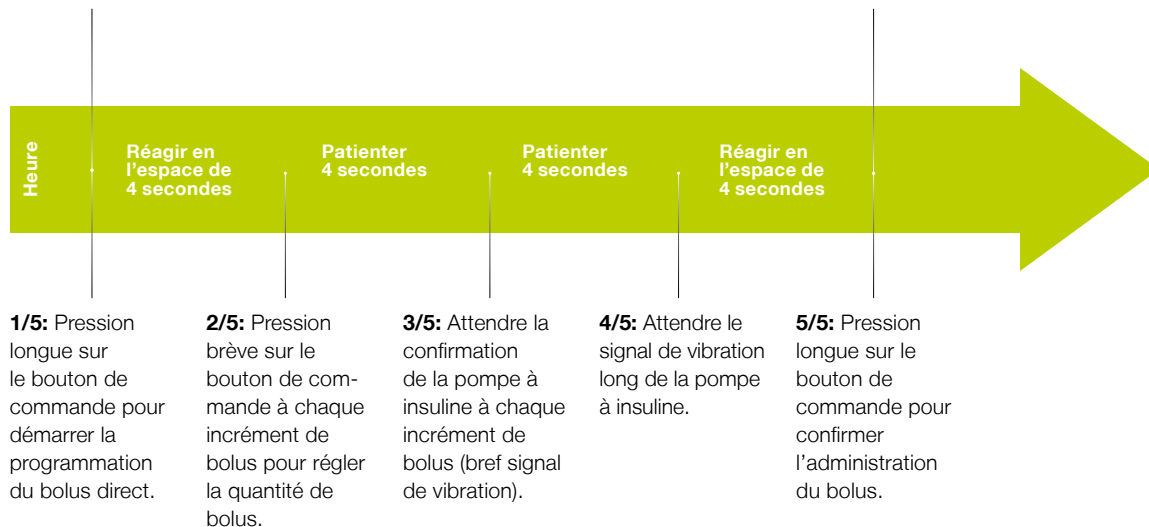 Heure
Réagir en
l'espace de
4 secondes
Patienter
4 secondes
Patienter
4 secondes
Réagir en
l'espace de
4 secondes
1/5: Pression
longue sur
le bouton de
commande pour
démarrer la
programmation
du bolus direct.
2/5: Pression
brève sur le
bouton de com-
mande à chaque
incrément de
bolus pour régler
la quantité de
bolus.
3/5: Attendre la
confirmation
de la pompe à
insuline à chaque
incrément de
bolus (bref signal
de vibration).
4/5: Attendre le
signal de vibration
long de la pompe
à insuline.
5/5: Pression
longue sur le
bouton de
commande pour
confirmer
l’administration
du bolus.